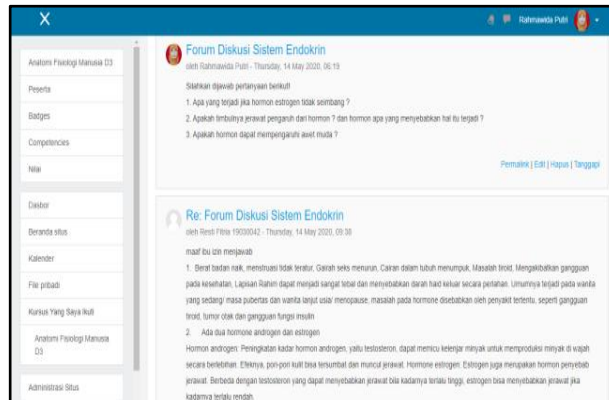 X
Rahmawida Putri
Anatomi Fisiologi Manusia D3
Peserta
Badges
Competencies
Nilai
Dasbor
Beranda situs
Kalender
File pribadi
Kursus Yang Saya Ikuti
Anatomi Fisiologi Manusia
D3
Administrasi Situs
Forum Diskusi Sistem Endokrin
oleh Rahmawida Putri - Thursday, 14 May 2020, 06:19
Silahkan dijawab pertanyaan berikut!
1. Apa yang terjadi jika hormon estrogen tidak seimbang ?
2. Apakah timbulnya jerawat pengaruh dari hormon ? dan hormon apa yang menyebabkan hal itu terjadi ?
3. Apakah hormon dapat mempengaruhi awet muda ?
Permalink | Edit | Hapus | Tanggapi
Re: Forum Diskusi Sistem Endokrin
oleh Resti Fitria 19030042 - Thursday, 14 May 2020, 09:38
maaf ibu izin menjawab
1. Berat badan naik, menstruasi tidak teratur, Gairah seks menurun, Cairan dalam tubuh menumpuk, Masalah tiroid, Mengakibatkan gangguan
pada kesehatan, Lapisan Rahim dapat menjadi sangat tebal dan menyebabkan darah haid keluar secara perlahan. Umumnya terjadi pada wanita
yang sedang/ masa pubertas dan wanita lanjut usia/ menopause, masalah pada hormone disebabkan oleh penyakit tertentu, seperti gangguan
tiroid, tumor otak dan gangguan fungsi insulin
2. Ada dua hormone androgen dan estrogen
Hormon androgen: Peningkatan kadar hormon androgen, yaitu testosteron, dapat memicu kelenjar minyak untuk memproduksi minyak di wajah
secara berlebihan. Efeknya, pori-pori kulit bisa tersumbat dan muncul jerawat. Hormone estrogen: Estrogen juga merupakan hormon penyebab
jerawat. Berbeda dengan testosteron yang dapat menyebabkan jerawat bila kadarnya terlalu tinggi, estrogen bisa menyebabkan jerawat jika
kadarnya terlalu rendah.